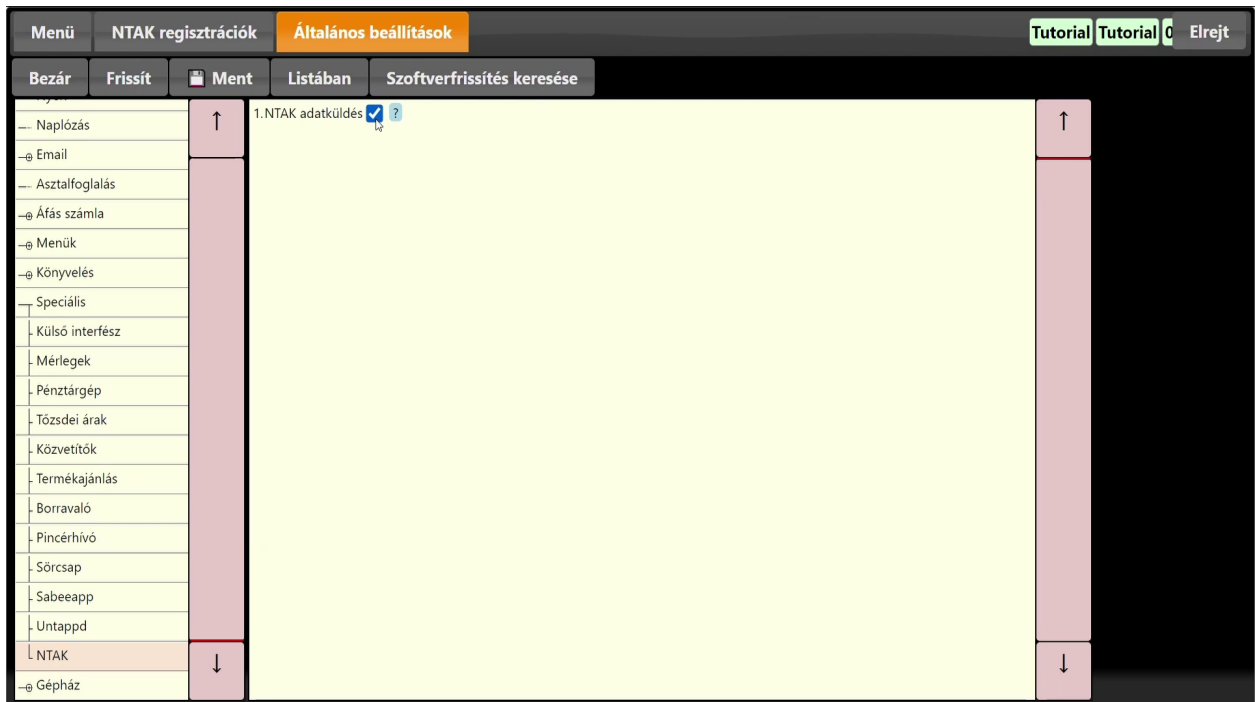 Menü NTAK regisztrációk Általános beállítások Tutorial Tutorial 0 Elrejt
Bezár Frissít Ment Listában Szoftverfrissítés keresése
Naplózás
Email
Asztalfoglalás
Áfás számla
Menük
Könyvelés
Speciális
Külső interfész
Mérlegek
Pénztárgép
Tőzsdei árak
Közvetítők
Termékajánlás
Borravaló
Pincérhívó
Sörcsap
Sabeeapp
Untappd
NTAK
Gépház
1.NTAK adatküldés ?
↑
↓
↑
↓